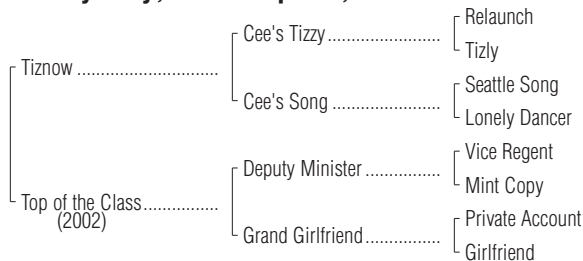 Relaunch
Cee's Tizzy
Tizly
Tiznow
Seattle Song
Cee's Song
Lonely Dancer
Vice Regent
Deputy Minister
Mint Copy
Top of the Class
(2002)
Private Account
Grand Girlfriend
Girlfriend